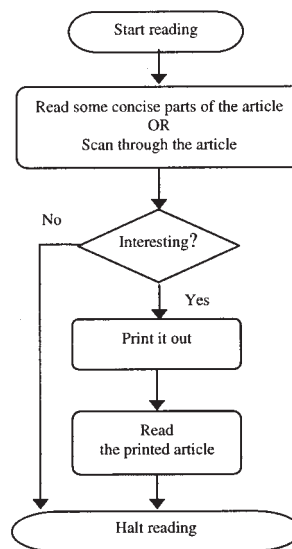 Start reading
Read some concise parts of the article
OR
Scan through the article
No
Interesting?
Yes
Print it out
Read
the printed article
Halt reading